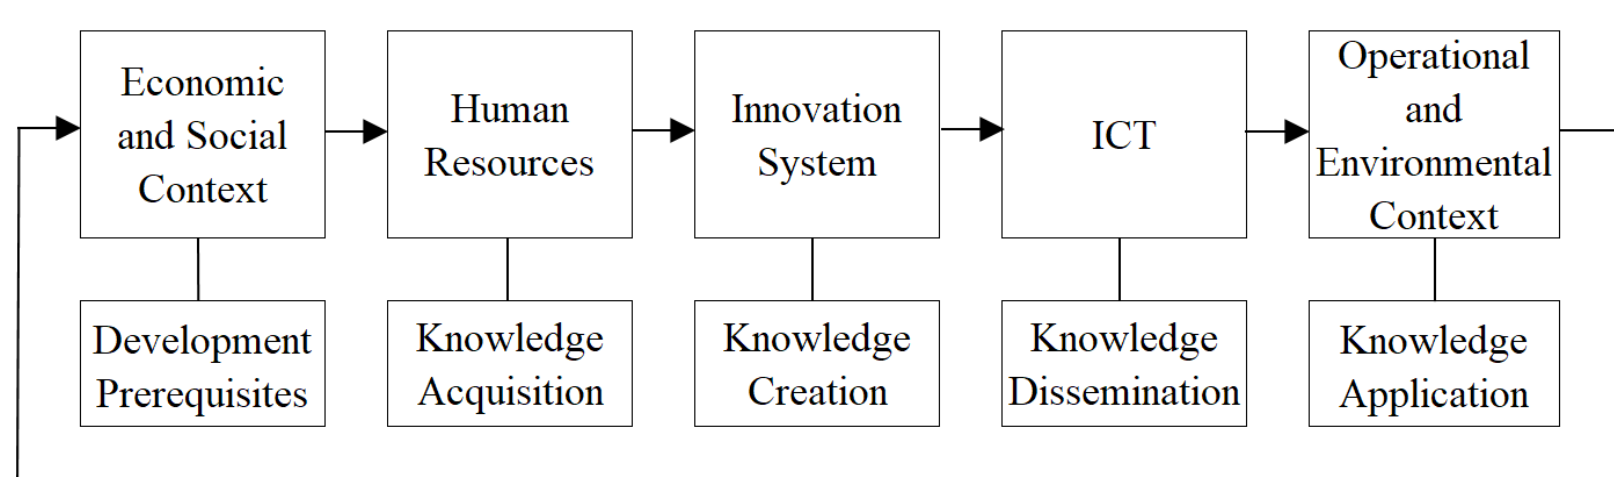 Economic
and Social
Context
Human
Resources
Innovation
System
ICT
Operational
and
Environmental
Context
Development
Prerequisites
Knowledge
Acquisition
Knowledge
Creation
Knowledge
Dissemination
Knowledge
Application